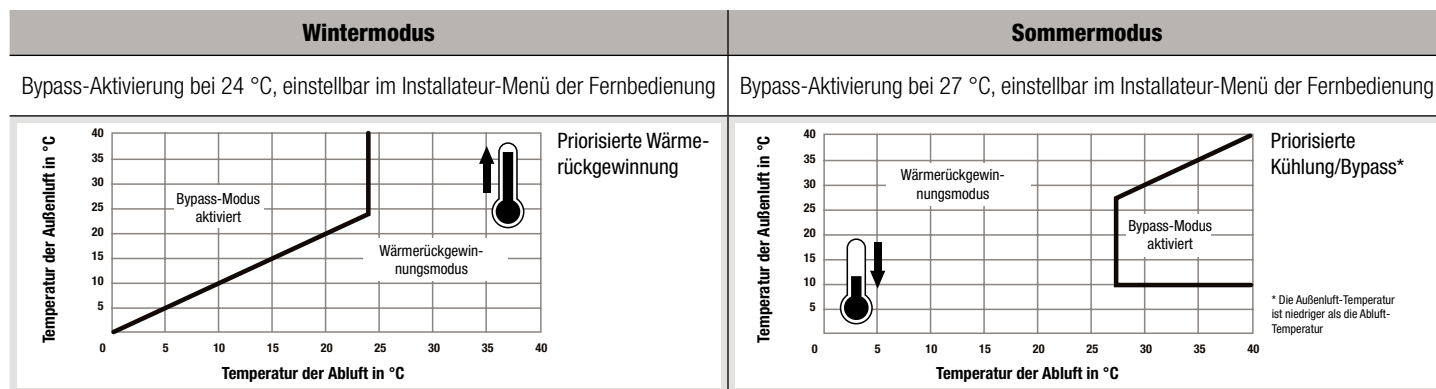 Wintermodus
Sommermodus
Bypass-Aktivierung bei 24 °C, einstellbar im Installateur-Menü der Fernbedienung
Bypass-Aktivierung bei 27 °C, einstellbar im Installateur-Menü der Fernbedienung
Temperatur der Außenluft in °C
40
35
30
25
20
15
10
5
Bypass-Modus
aktiviert
Wärmerückgewin-
nungsmodus
0 5 10 15 20 25 30 35 40
Temperatur der Abluft in °C
Priorisierte Wärme-
rückgewinnung
Temperatur der Außenluft in °C
40
35
30
25
20
15
10
5
Wärmerückgewin-
nungsmodus
Bypass-Modus
aktiviert
0 5 10 15 20 25 30 35 40
Temperatur der Abluft in °C
Priorisierte
Kühlung/Bypass*
* Die Außenluft-Temperatur
ist niedriger als die Abluft-
Temperatur